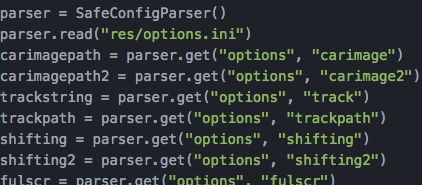 parser = SafeConfigParser()
parser.read("res/options.ini")
carimagepath = parser.get("options", "carimage")
carimagepath2 = parser.get("options", "carimage2")
trackstring = parser.get("options", "track")
trackpath = parser.get("options", "trackpath")
shifting = parser.get("options", "shifting")
shifting2 = parser.get("options", "shifting2")
fulscr = parser.get("options", "fulscr")